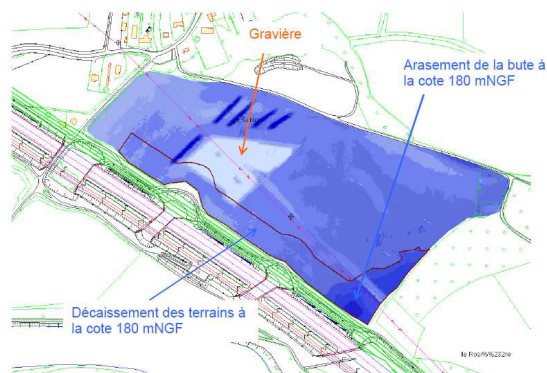 Gravière
Arasement de la bute à
la cote 180 mNGF
Décaissement des terrains à
la cote 180 mNGF